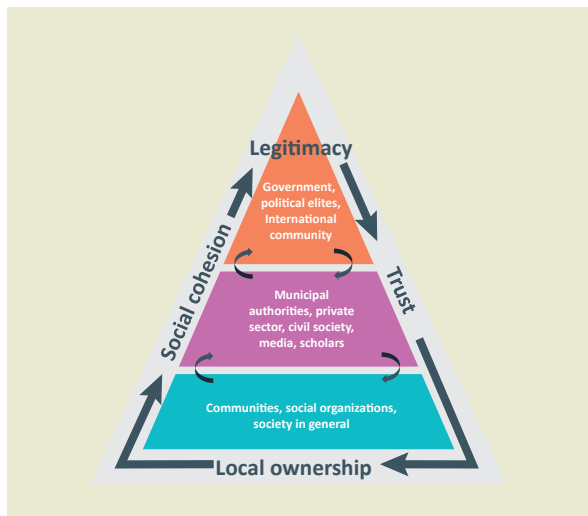 Legitimacy
Government,
political elites,
International
community
Social cohesion
Trust
Municipal
authorities, private
sector, civil society,
media, scholars
Communities, social organizations,
society in general
Local ownership